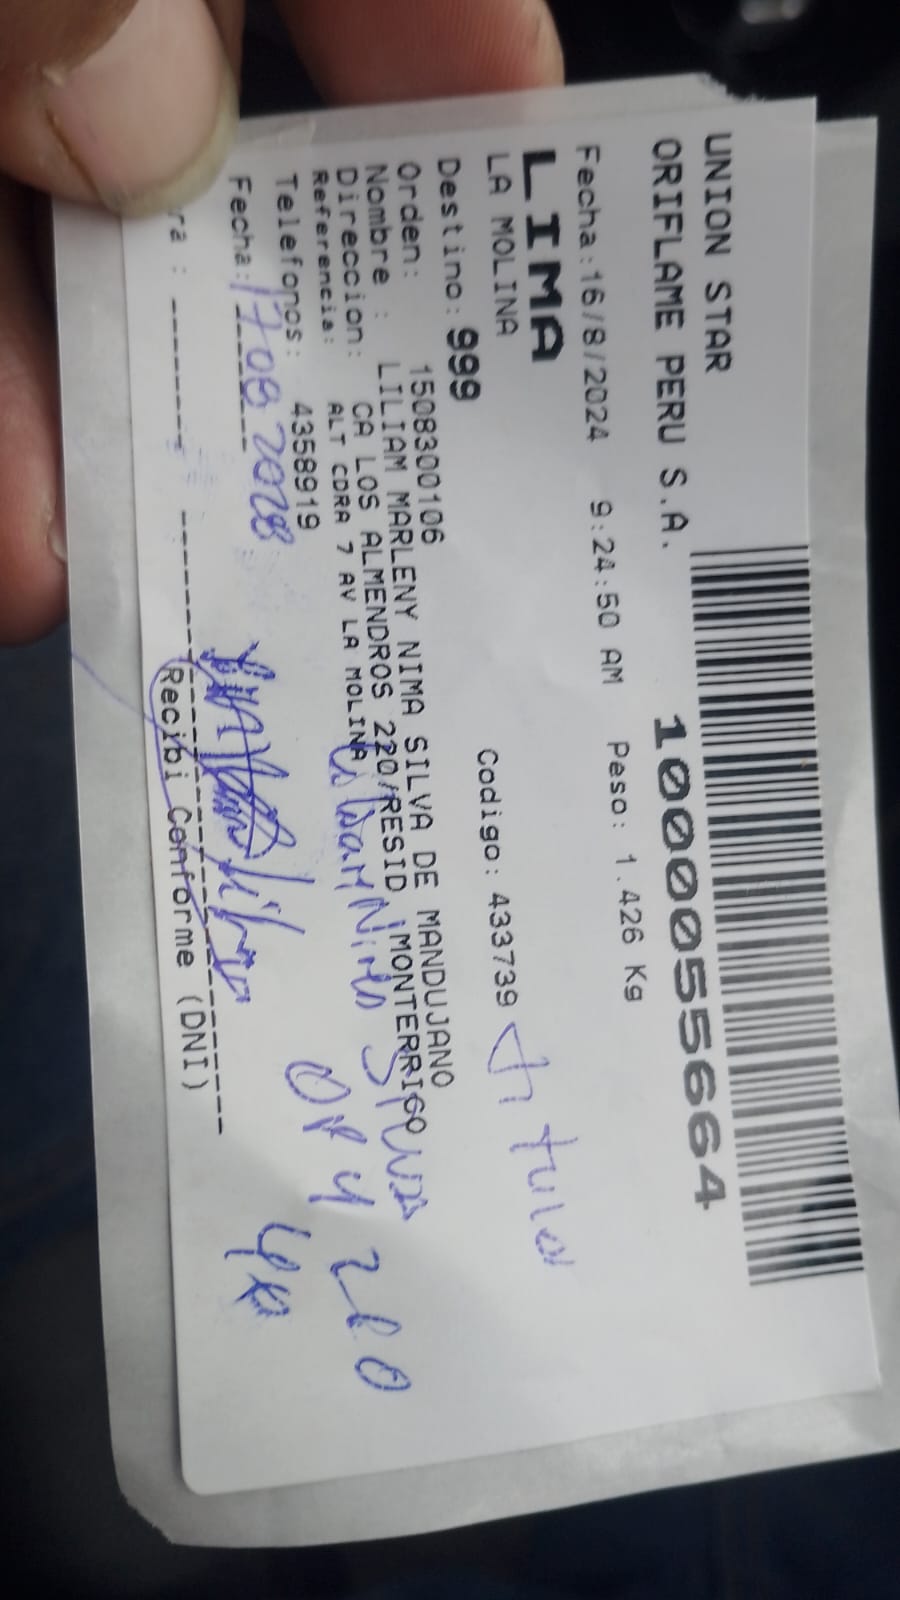 UNION STAR
ORIFLAME PERU S.A. 10000555664
Fecha:16/8/2024 9:24:50 AM Peso: 1.426 Kg
LIMA
LA MOLINA
Destino: 999 Codigo: 433739
Orden: 1508300106
Nombre : LILIAM MARLENY NIMA SILVA DE MANDUJANO
Direccion: CA LOS ALMENDROS 220/RESID MONTERRICO
Referencia: ALT CDRA 7 AV LA MOLINA
Telefonos: 4358919
Fecha:
ra :
Recibi Conforme (DNI)